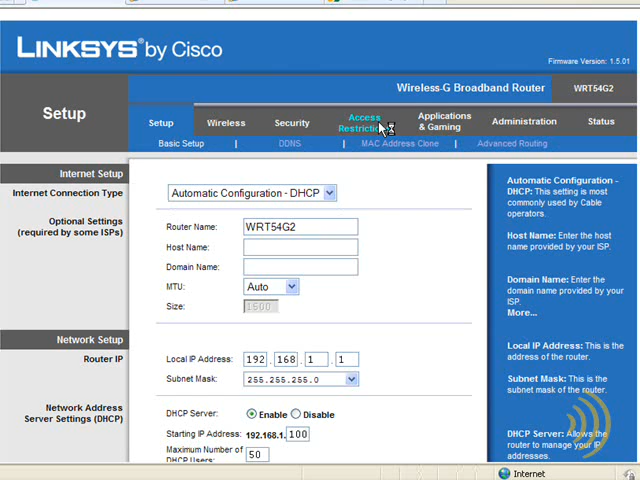 LINKSYS® by Cisco
Firmware Version: 1.5.01
Wireless-G Broadband Router
WRT54G2
Setup
Setup
Wireless
Security
Access
Restrictions
Applications
& Gaming
Administration
Status
Basic Setup
|
DDNS
|
MAC Address Clone
|
Advanced Routing
Internet Setup
Internet Connection Type
Automatic Configuration - DHCP
Optional Settings
(required by some ISPs)
Router Name:
WRT54G2
Host Name:
Domain Name:
MTU:
Auto
Size:
1500
Network Setup
Router IP
Local IP Address:
192 . 168 . 1 . 1
Subnet Mask:
255.255.255.0
Network Address
Server Settings (DHCP)
DHCP Server:
Enable
Disable
Starting IP Address:
192.168.1. 100
Maximum Number of
DHCP Users:
50
Automatic Configuration -
DHCP: This setting is most
commonly used by Cable
operators.
Host Name: Enter the host
name provided by your ISP.
Domain Name: Enter the
domain name provided by your
ISP.
More...
Local IP Address: This is the
address of the router.
Subnet Mask: This is the
subnet mask of the router.
DHCP Server: Allows the
router to manage your IP
addresses.
Internet